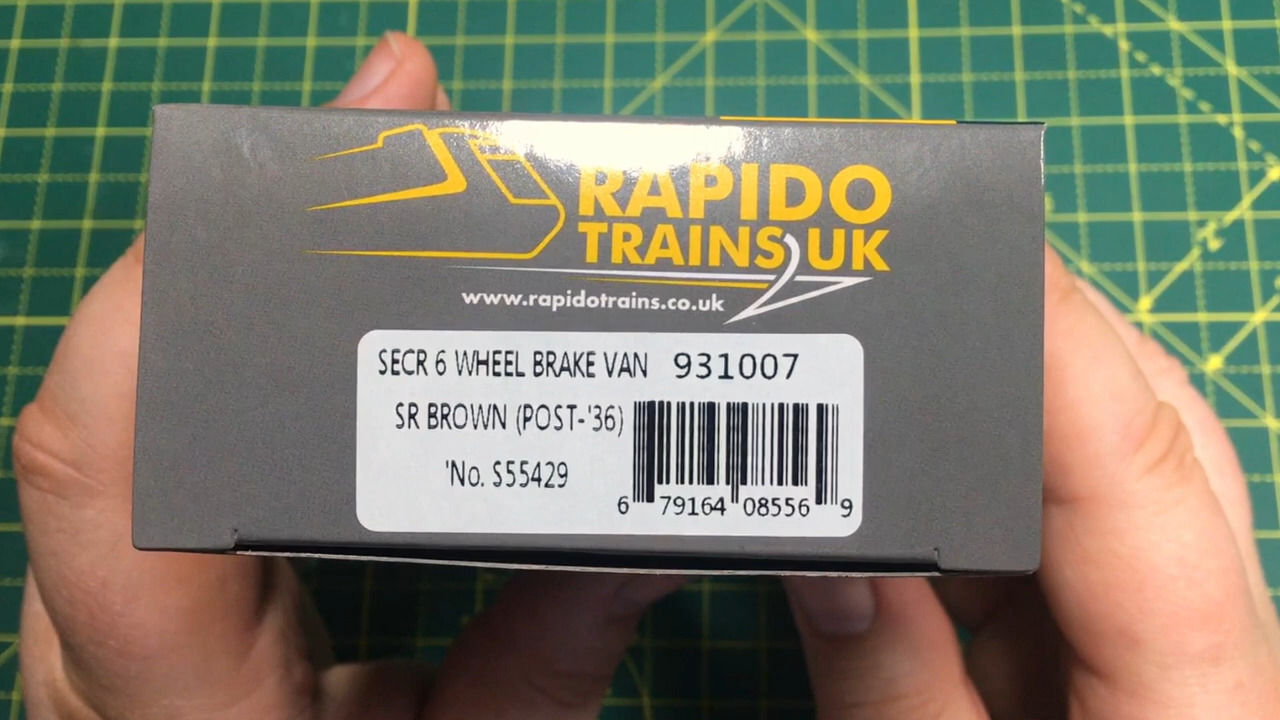 RAPIDO
TRAINS UK
www.rapidotrains.co.uk
SECR 6 WHEEL BRAKE VAN 931007
SR BROWN (POST-'36)
'No. S55429
6 79164 08556 9